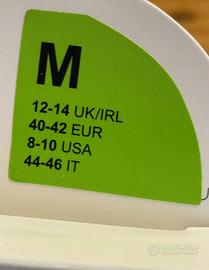 M
12-14 UK/IRL
40-42 EUR
8-10 USA
44-46 IT
subito